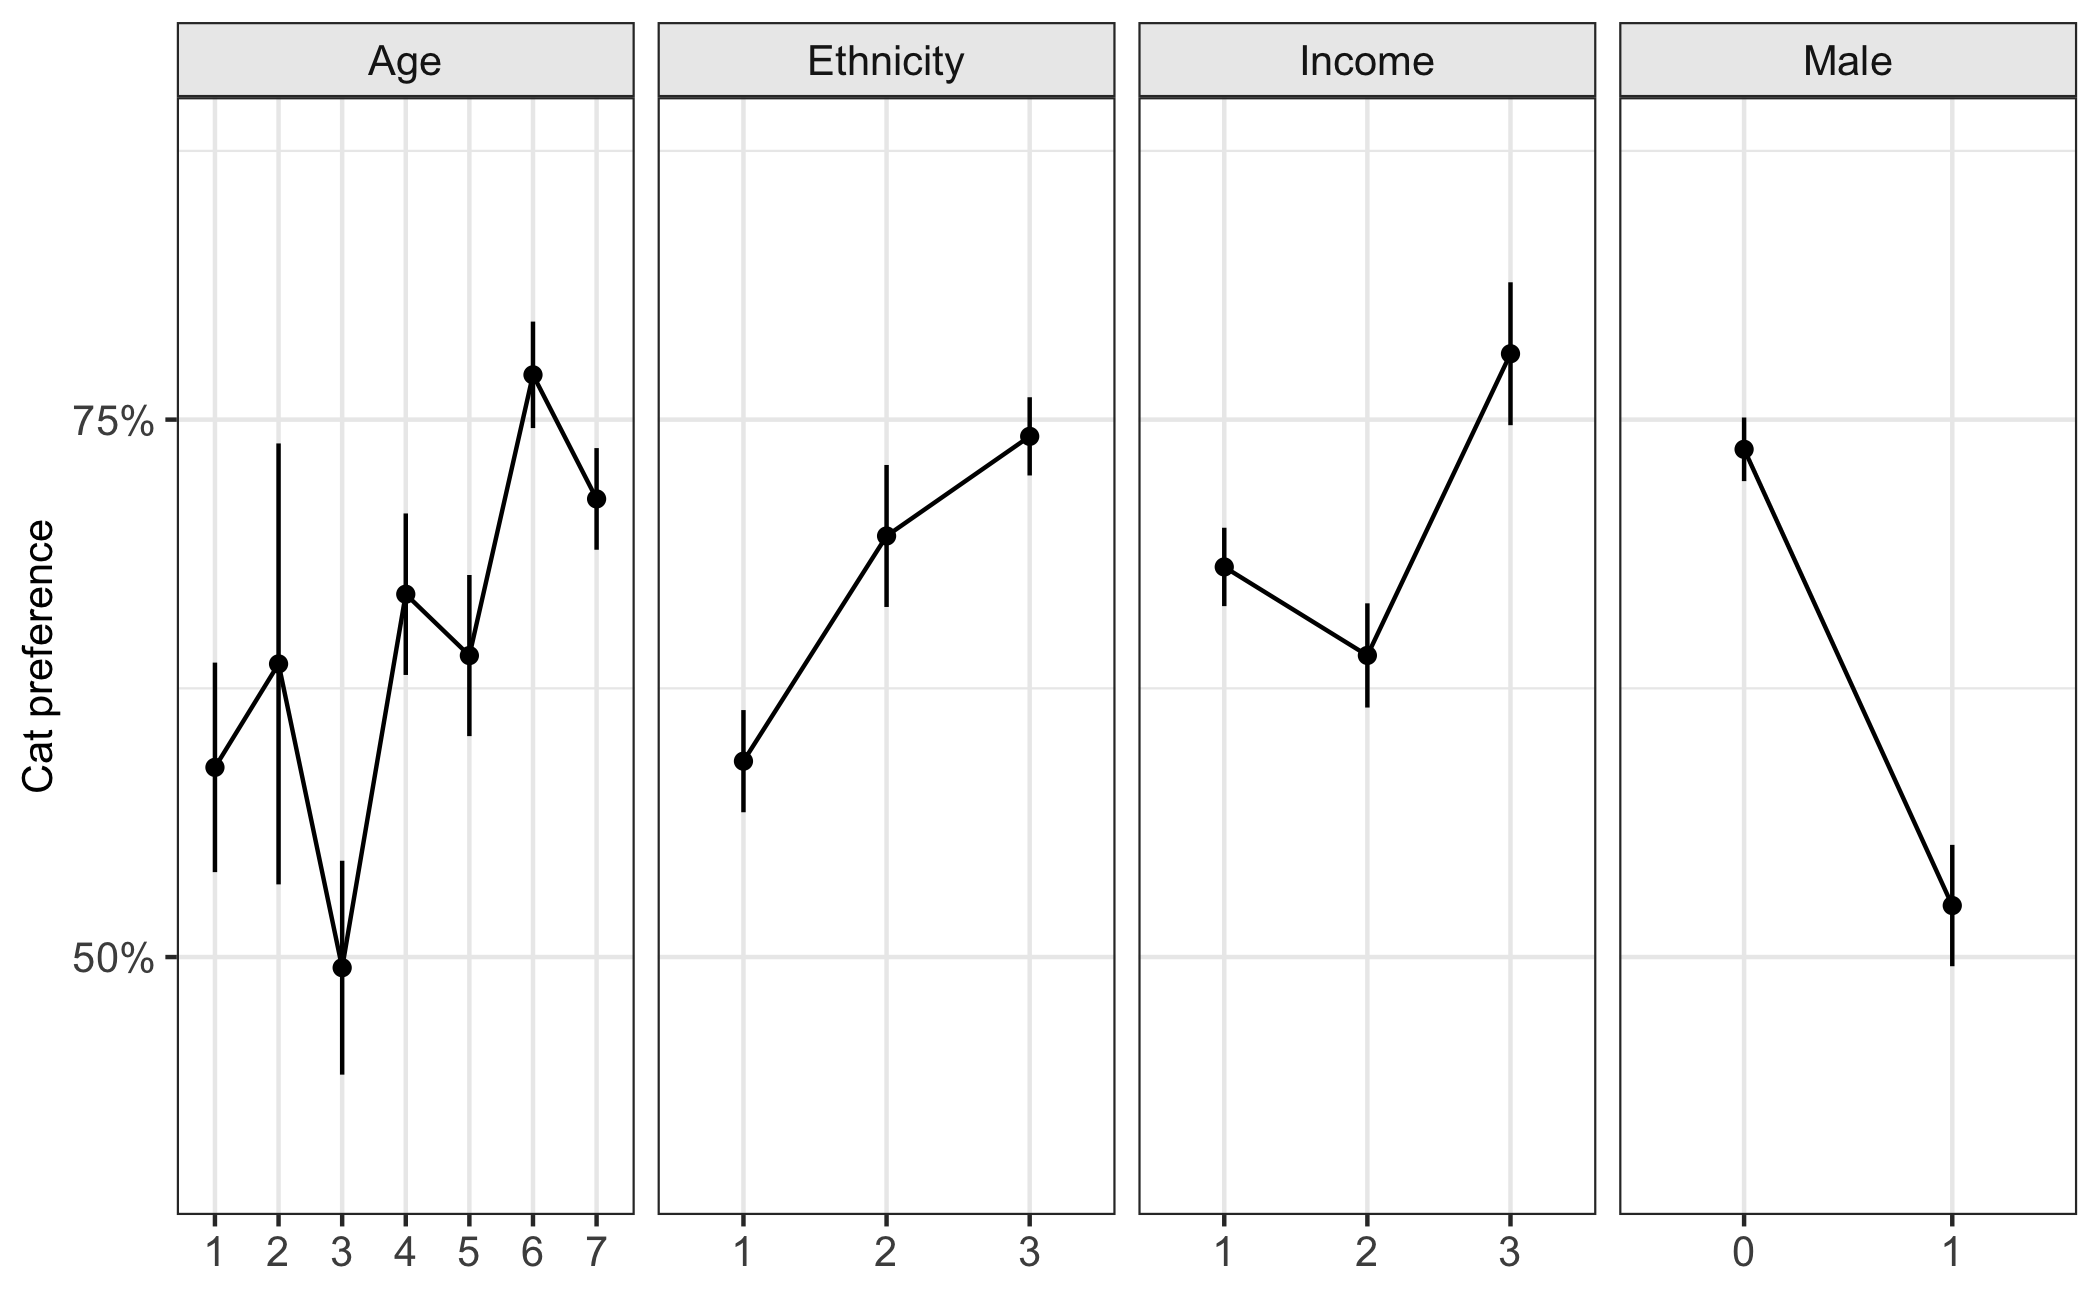 Age Ethnicity Income Male
Cat preference
75%
50%
1 2 3 4 5 6 7 1 2 3 1 2 3 0 1